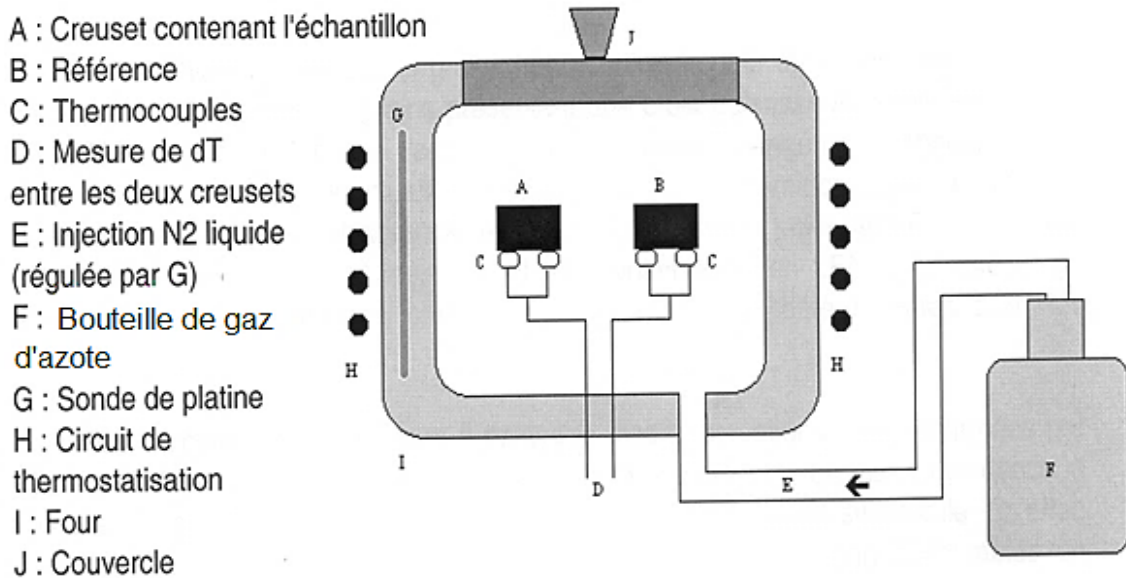 A : Creuset contenant l'échantillon
B : Référence
C : Thermocouples
D : Mesure de dT
entre les deux creusets
E : Injection N2 liquide
(régulée par G)
F : Bouteille de gaz
d'azote
G : Sonde de platine
H : Circuit de
thermostatisation
I : Four
J : Couvercle
J
G
A
B
C
C
H
H
I
D
E
F